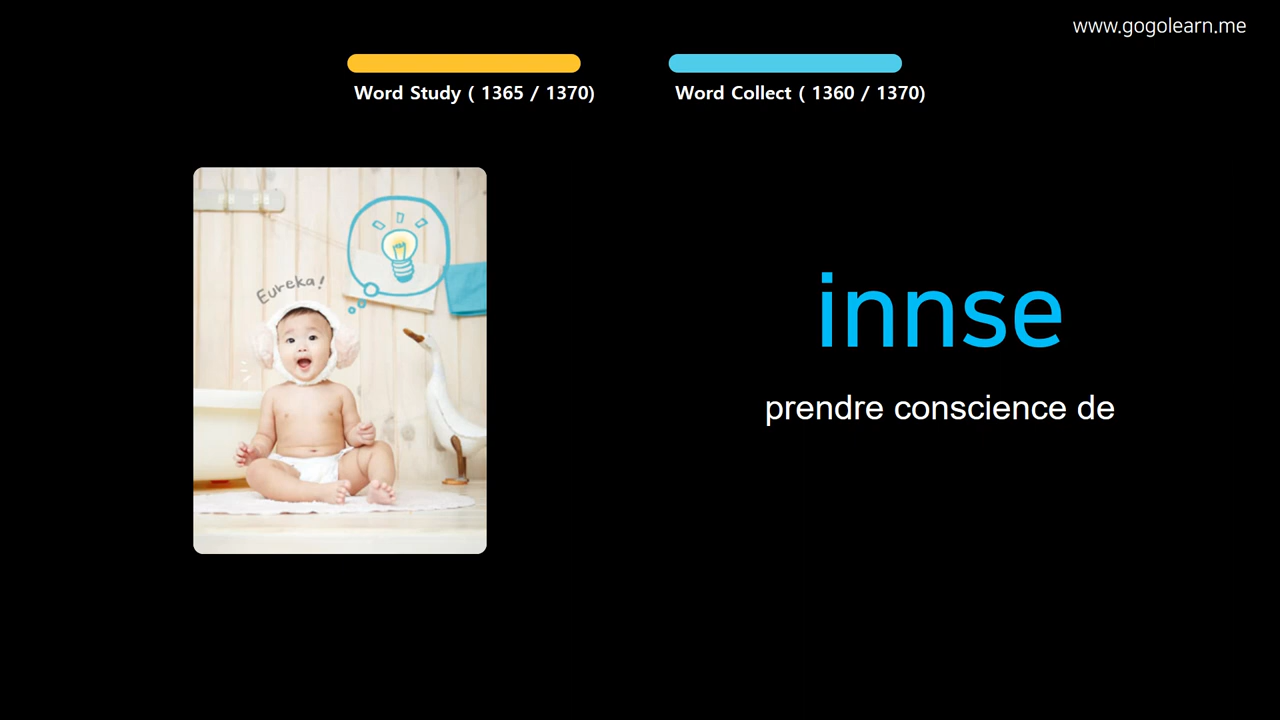 www.gogolearn.me
Word Study ( 1365 / 1370)
Word Collect ( 1360 / 1370)
Eureka!
innse
prendre conscience de